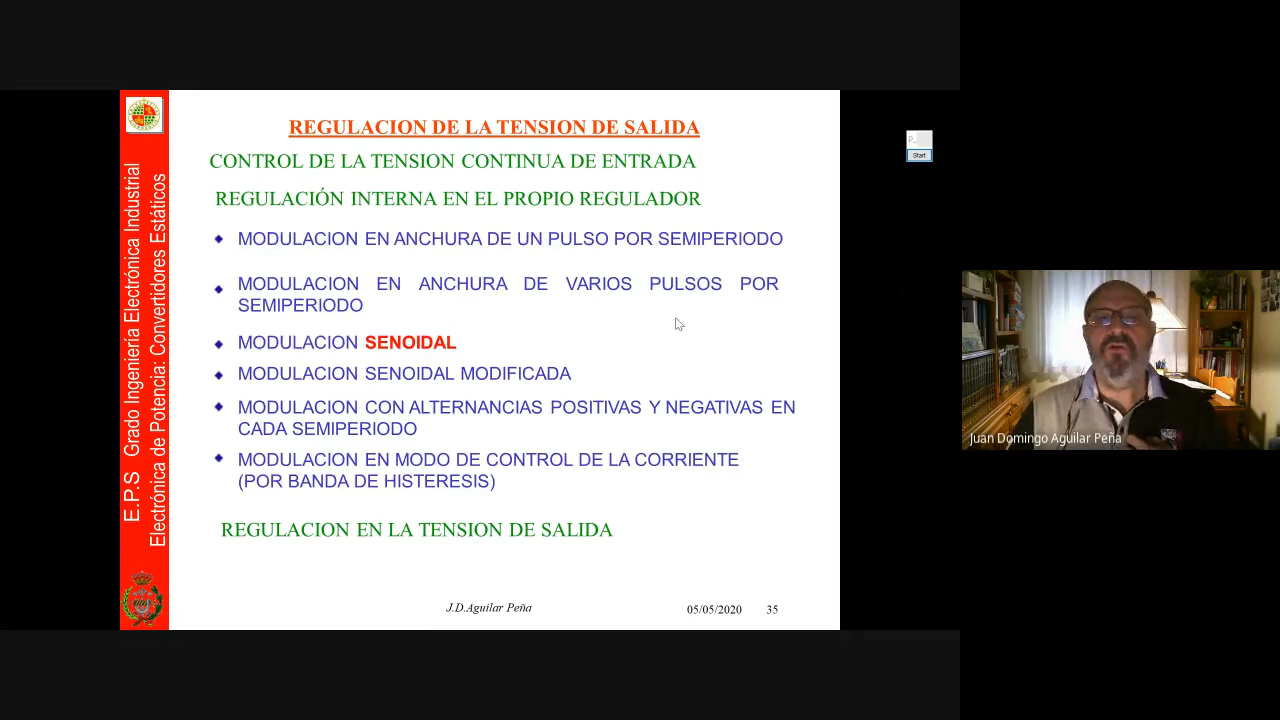 REGULACION DE LA TENSION DE SALIDA
CONTROL DE LA TENSION CONTINUA DE ENTRADA
REGULACIÓN INTERNA EN EL PROPIO REGULADOR
MODULACION EN ANCHURA DE UN PULSO POR SEMIPERIODO
MODULACION EN ANCHURA DE VARIOS PULSOS POR
SEMIPERIODO
MODULACION SENOIDAL
MODULACION SENOIDAL MODIFICADA
MODULACION CON ALTERNANCIAS POSITIVAS Y NEGATIVAS EN
CADA SEMIPERIODO
MODULACION EN MODO DE CONTROL DE LA CORRIENTE
(POR BANDA DE HISTERESIS)
REGULACION EN LA TENSION DE SALIDA
J.D.Aguilar Peña
05/05/2020 35
E.P.S Grado Ingeniería Electrónica Industrial
Electrónica de Potencia: Convertidores Estáticos
Start
Juan Domingo Aguilar Peña